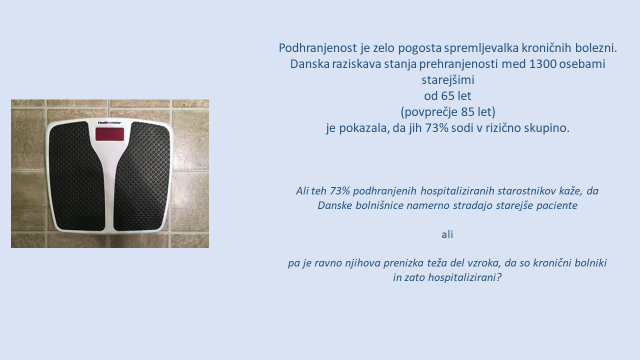 Podhranjenost je zelo pogosta spremljevalka kroničnih bolezni.
Danska raziskava stanja prehranjenosti med 1300 osebami
starejšimi
od 65 let
(povprečje 85 let)
je pokazala, da jih 73% sodi v rizično skupino.
Ali teh 73% podhranjenih hospitaliziranih starostnikov kaže, da
Danske bolnišnice namerno stradajo starejše paciente
ali
pa je ravno njihova prenizka teža del vzroka, da so kronični bolniki
in zato hospitalizirani?